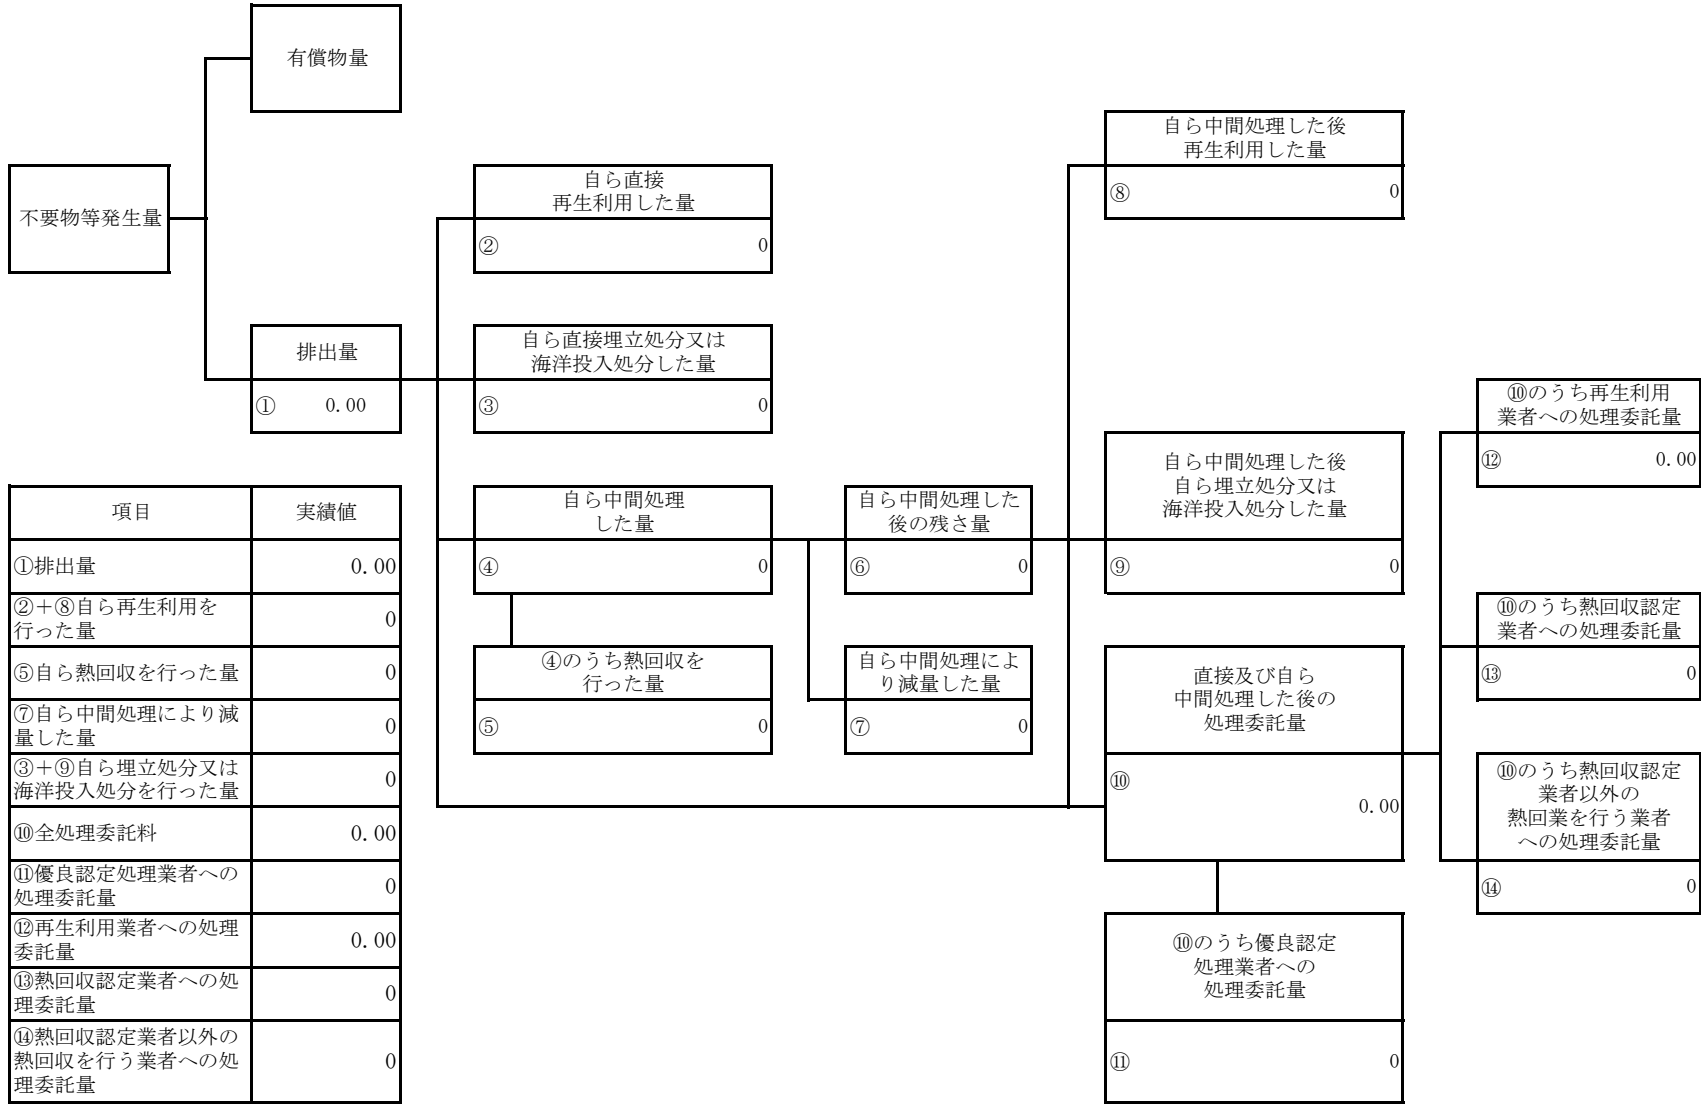 有償物量
不要物等発生量
排出量
① 0.00
自ら直接
再生利用した量
② 0
自ら直接埋立処分又は
海洋投入処分した量
③ 0
自ら中間処理
した量
④ 0
④のうち熱回収を
行った量
⑤ 0
自ら中間処理した
後の残さ量
⑥ 0
自ら中間処理によ
り減量した量
⑦ 0
自ら中間処理した後
再生利用した量
⑧ 0
自ら中間処理した後
自ら埋立処分又は
海洋投入処分した量
⑨ 0
直接及び自ら
中間処理した後の
処理委託量
⑩
0.00
⑩のうち優良認定
処理業者への
処理委託量
⑪ 0
⑩のうち再生利用
業者への処理委託量
⑫ 0.00
⑩のうち熱回収認定
業者への処理委託量
⑬ 0
⑩のうち熱回収認定
業者以外の
熱回業を行う業者
への処理委託量
⑭ 0
項目 実績値
①排出量 0.00
②＋⑧自ら再生利用を
行った量 0
⑤自ら熱回収を行った量 0
⑦自ら中間処理により減
量した量 0
③＋⑨自ら埋立処分又は
海洋投入処分を行った量 0
⑩全処理委託料 0.00
⑪優良認定処理業者への
処理委託量 0
⑫再生利用業者への処理
委託量 0.00
⑬熱回収認定業者への処
理委託量 0
⑭熱回収認定業者以外の
熱回収を行う業者への処 0
理委託量